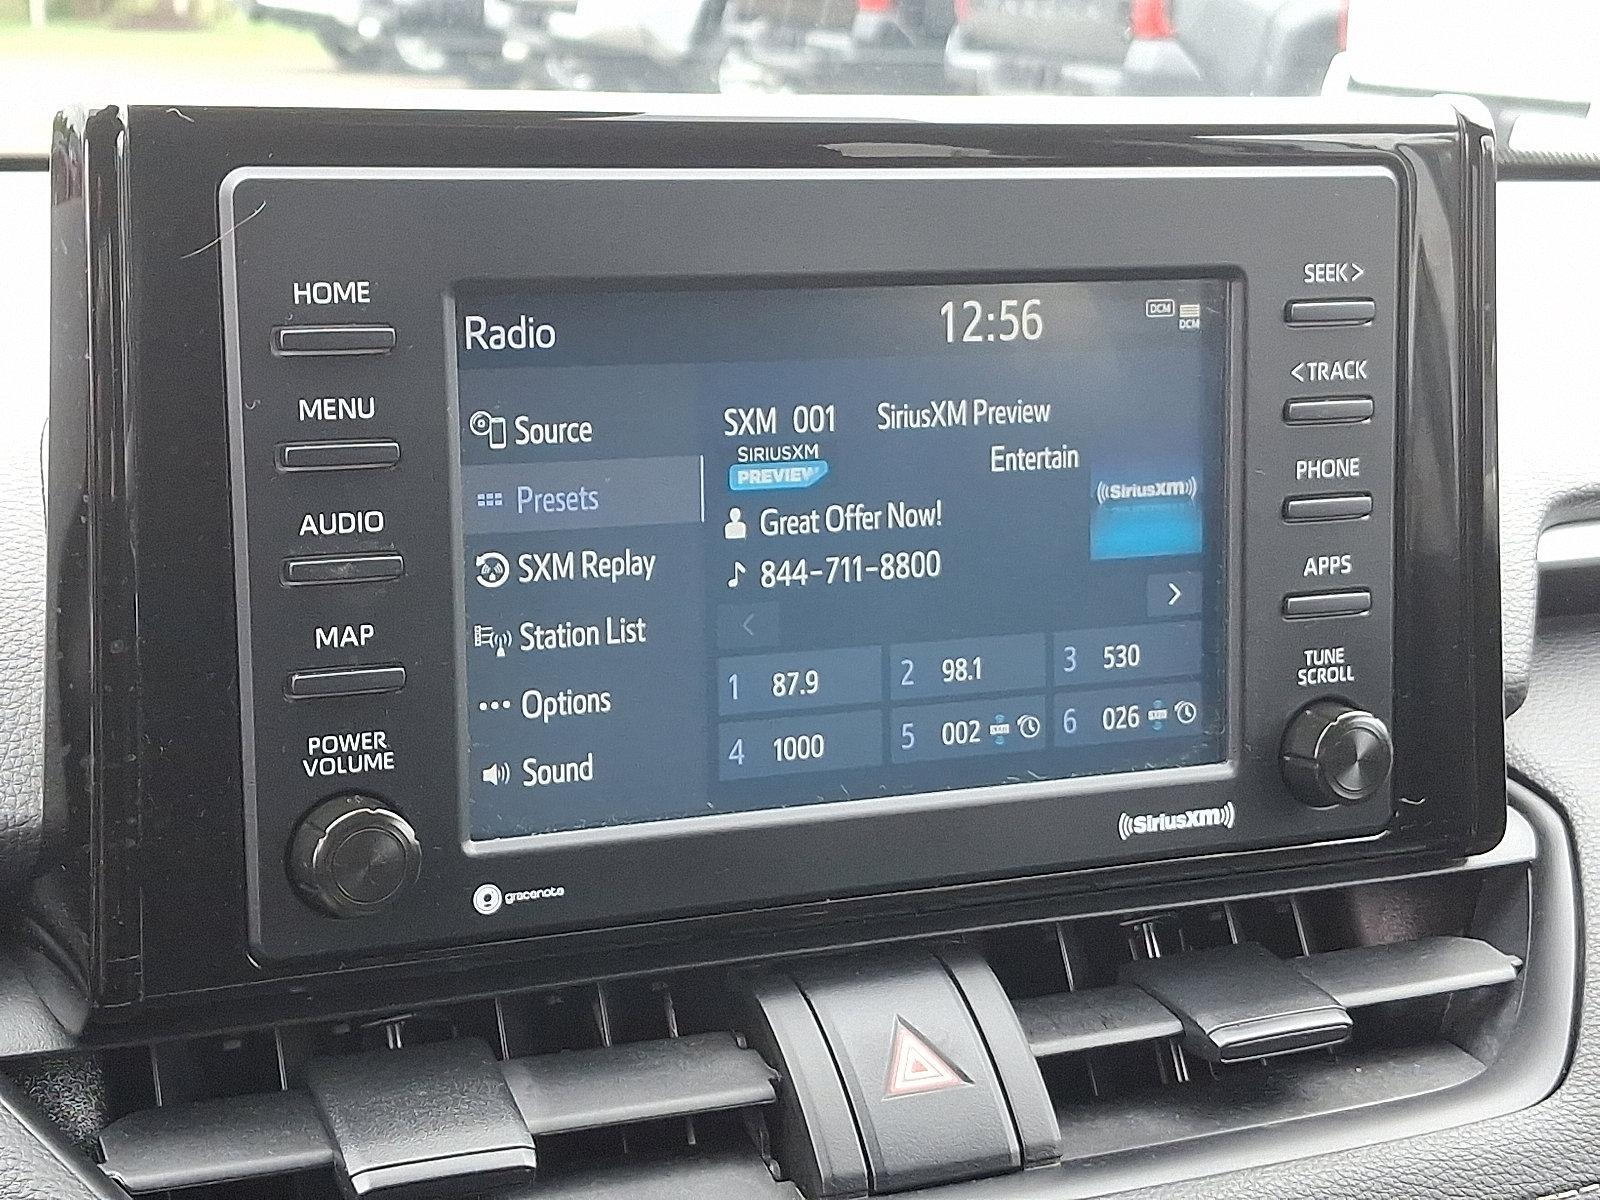 HOME
MENU
AUDIO
MAP
POWER
VOLUME
Radio
12:56
DCM
DCM
Source
Presets
SXM Replay
Station List
Options
Sound
SXM 001 SiriusXM Preview
Entertain
SIRIUSXM
PREVIEW
((SiriusXM))
Great Offer Now!
844-711-8800
<
>
1 87.9
2 98.1
3 530
4 1000
5 002
6 026
SEEK>
<TRACK
PHONE
APPS
TUNE
SCROLL
((SiriusXM))
gracenote